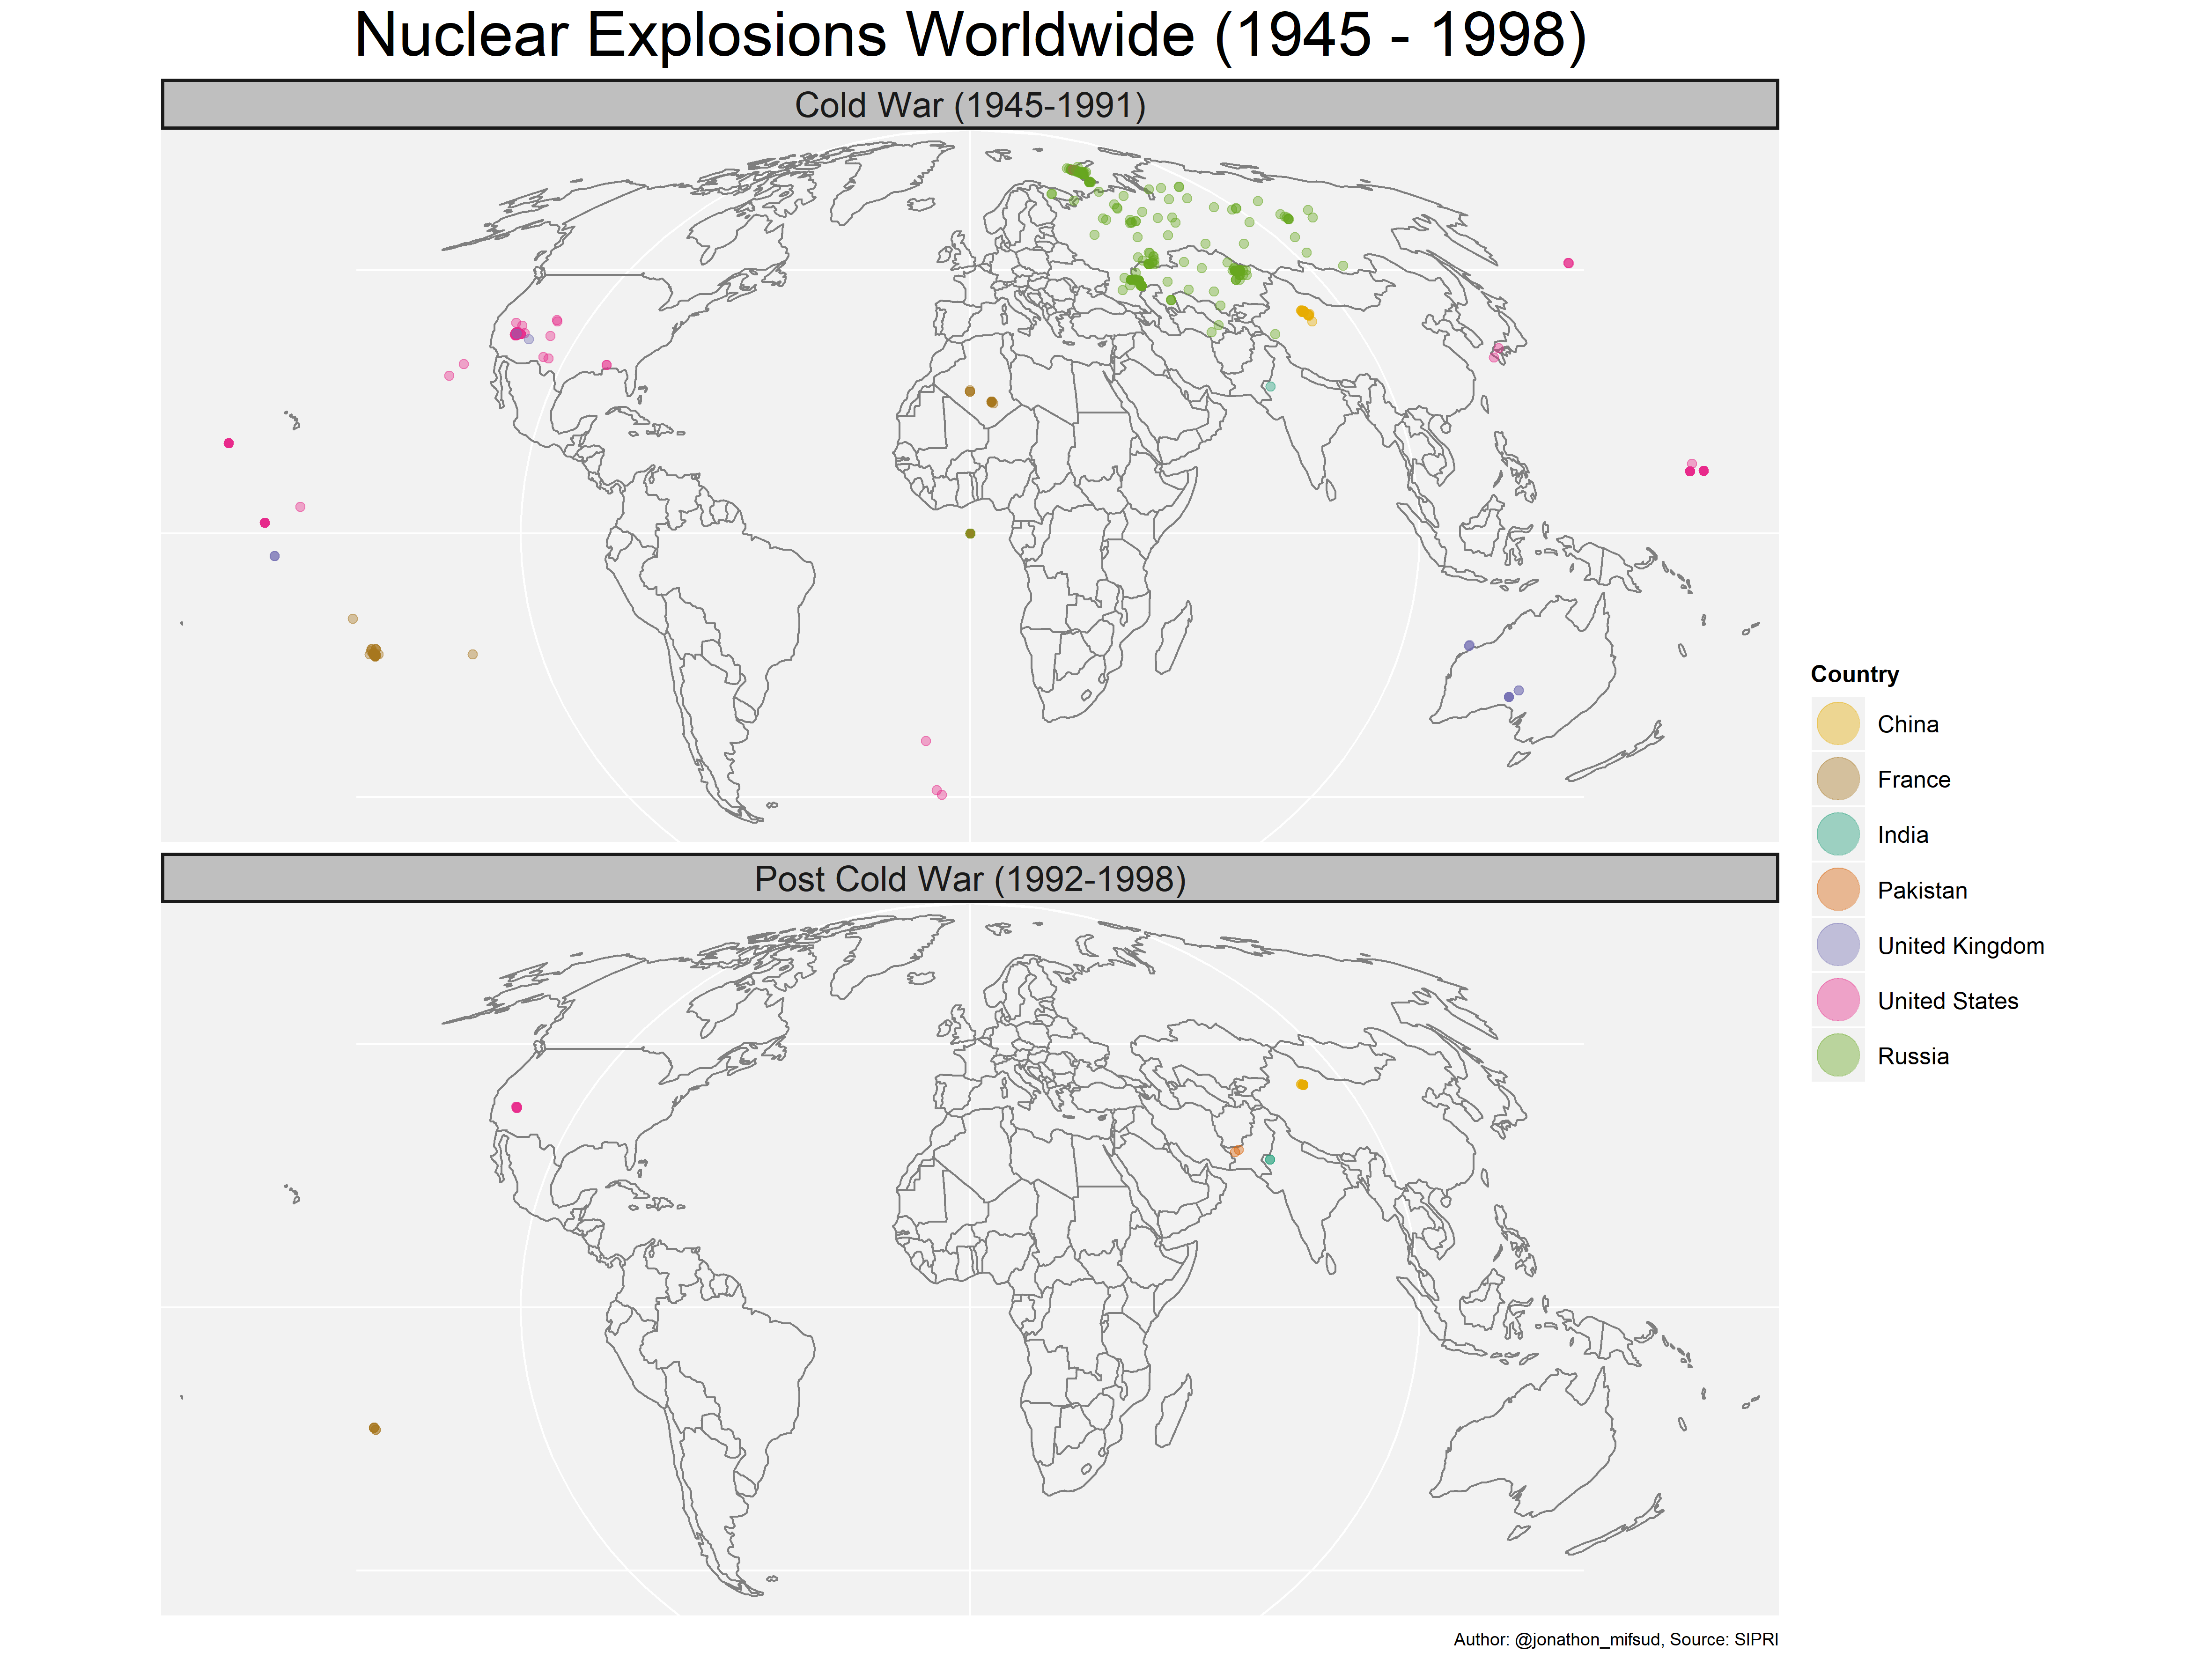 Nuclear Explosions Worldwide (1945 - 1998)
Cold War (1945-1991)
Post Cold War (1992-1998)
Country
China
France
India
Pakistan
United Kingdom
United States
Russia
Author: @jonathon_mifsud, Source: SIPRI